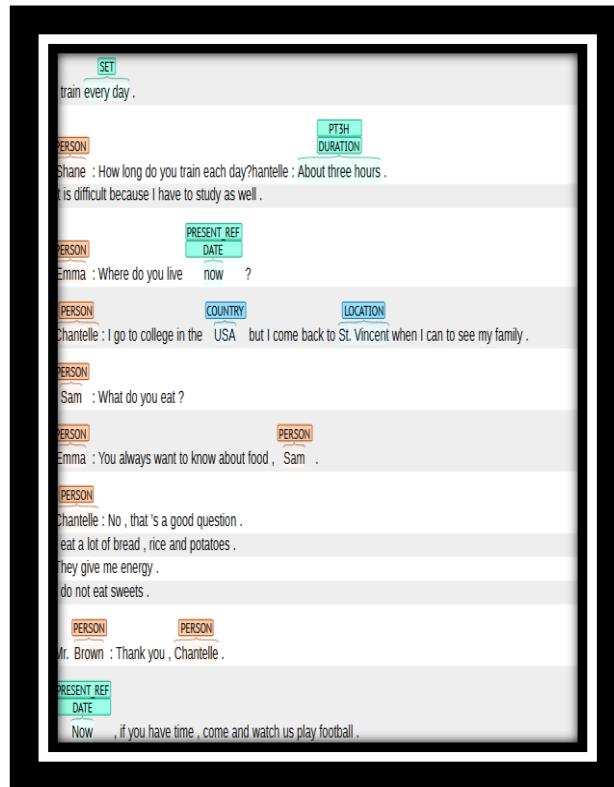 SET
train every day .
PT3H
PERSON DURATION
Shane : How long do you train each day?hantelle : About three hours .
t is difficult because I have to study as well .
PRESENT_REF
PERSON DATE
Emma : Where do you live now ?
PERSON COUNTRY LOCATION
Chantelle : I go to college in the USA but I come back to St. Vincent when I can to see my family .
PERSON
Sam : What do you eat ?
PERSON PERSON
Emma : You always want to know about food , Sam .
PERSON
Chantelle : No , that 's a good question .
eat a lot of bread , rice and potatoes .
They give me energy .
do not eat sweets .
PERSON PERSON
Mr. Brown : Thank you , Chantelle .
PRESENT_REF
DATE
Now , if you have time , come and watch us play football .